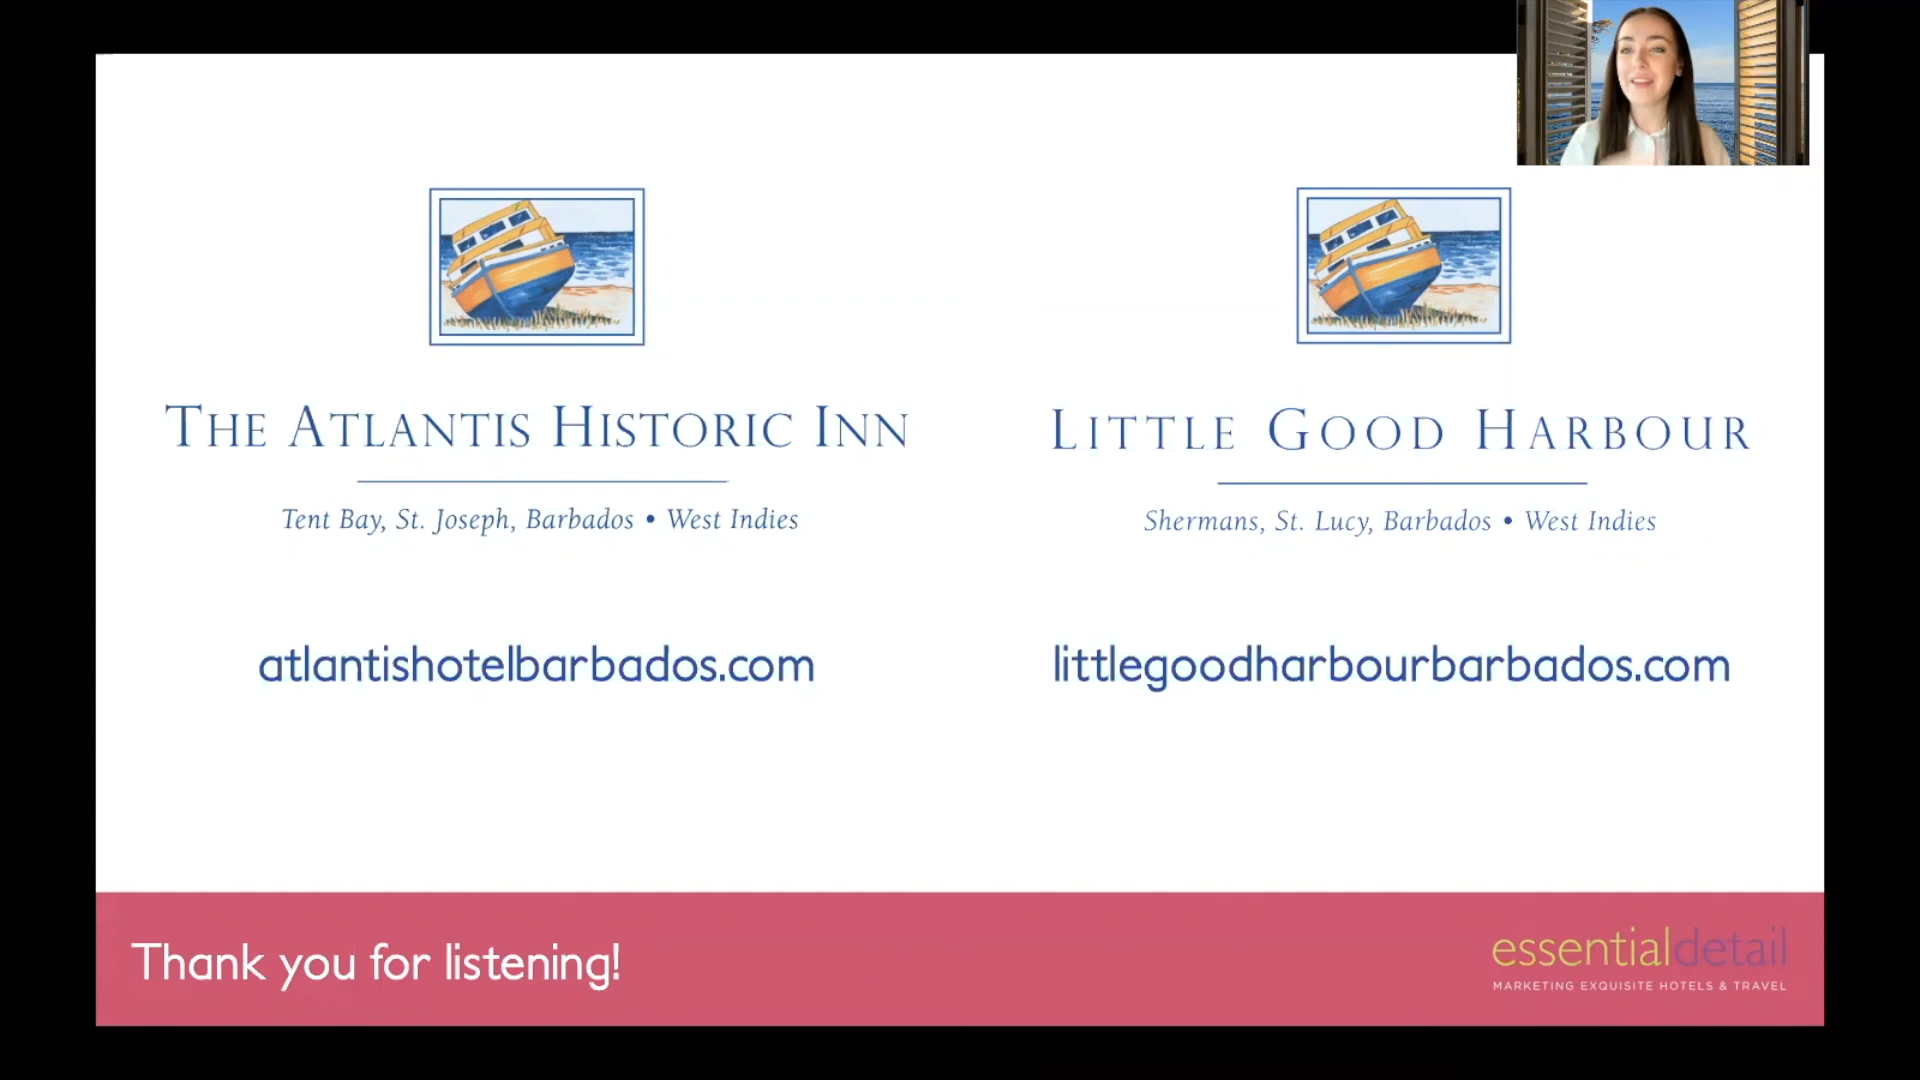 THE ATLANTIS HISTORIC INN
Tent Bay, St. Joseph, Barbados • West Indies
atlantishotelbarbados.com
LITTLE GOOD HARBOUR
Shermans, St. Lucy, Barbados • West Indies
littlegoodharbourbarbados.com
Thank you for listening!
essentialdetail
MARKETING EXQUISITE HOTELS & TRAVEL